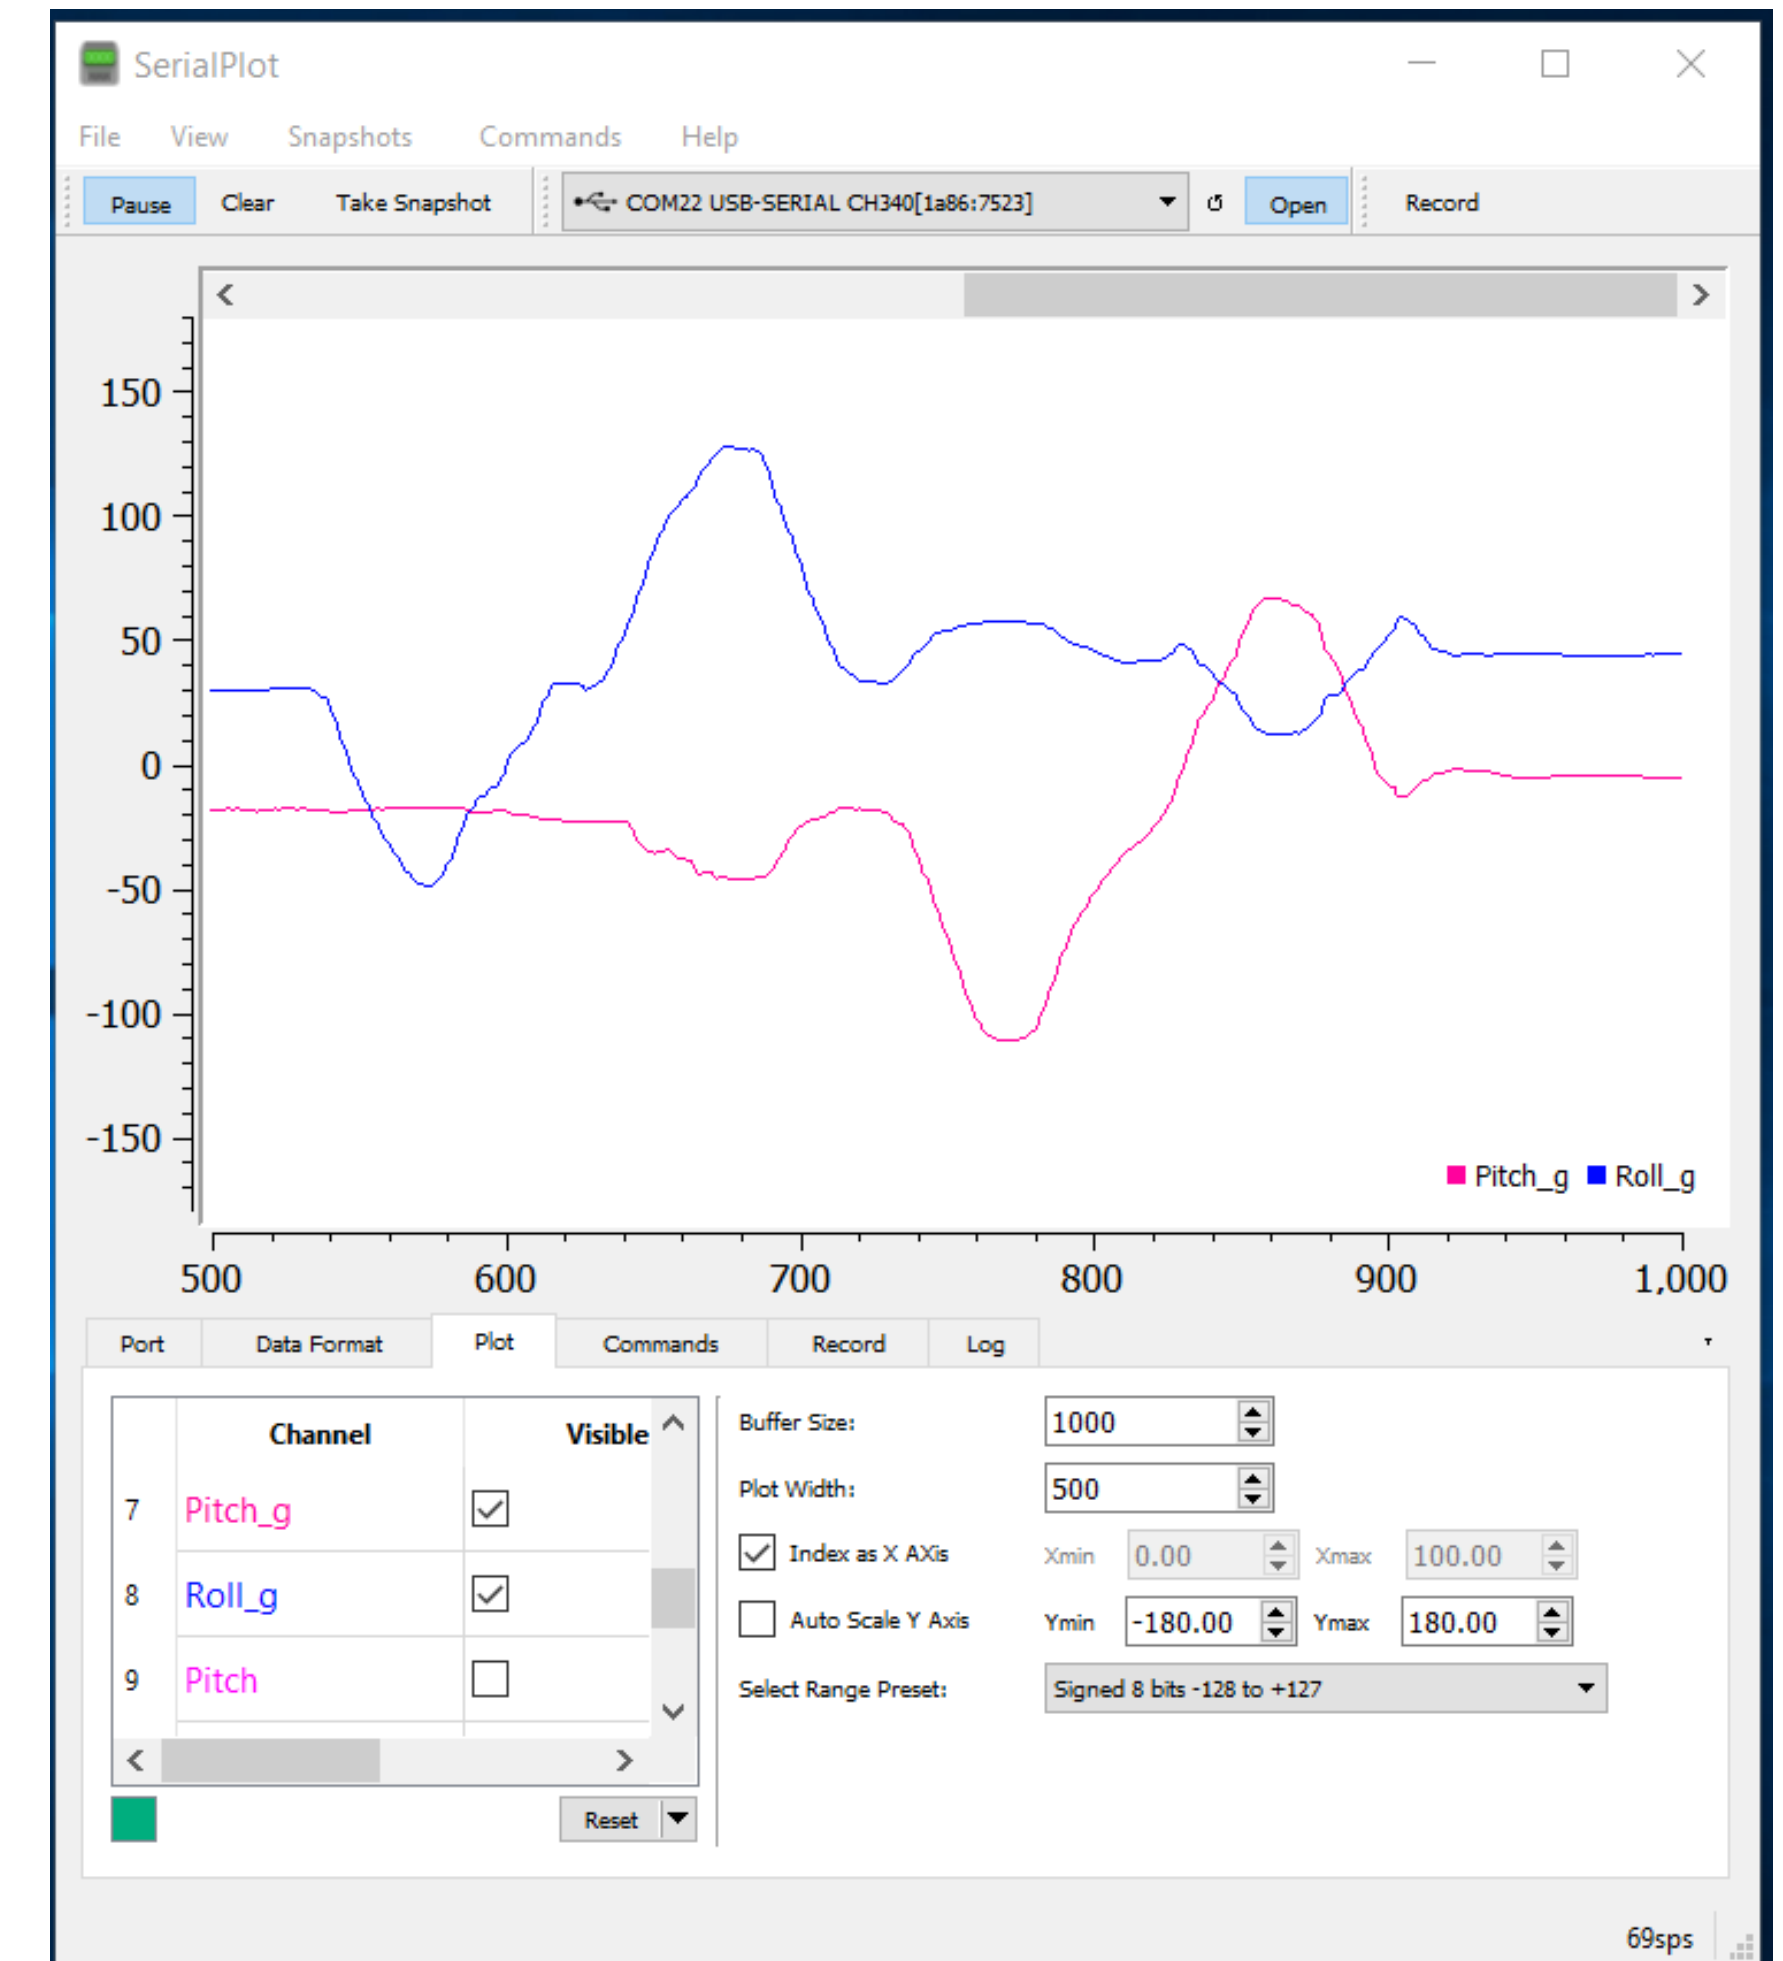 SerialPlot
File View Snapshots Commands Help
Pause Clear Take Snapshot COM22 USB-SERIAL CH340[1a86:7523] Open Record
150
100
50
0
-50
-100
-150
Pitch_g Roll_g
500 600 700 800 900 1,000
Port Data Format Plot Commands Record Log
Channel Visible
7 Pitch_g
8 Roll_g
9 Pitch
Reset
Buffer Size: 1000
Plot Width: 500
Index as X AXis Xmin 0.00 Xmax 100.00
Auto Scale Y Axis Ymin -180.00 Ymax 180.00
Select Range Preset: Signed 8 bits -128 to +127
69sps